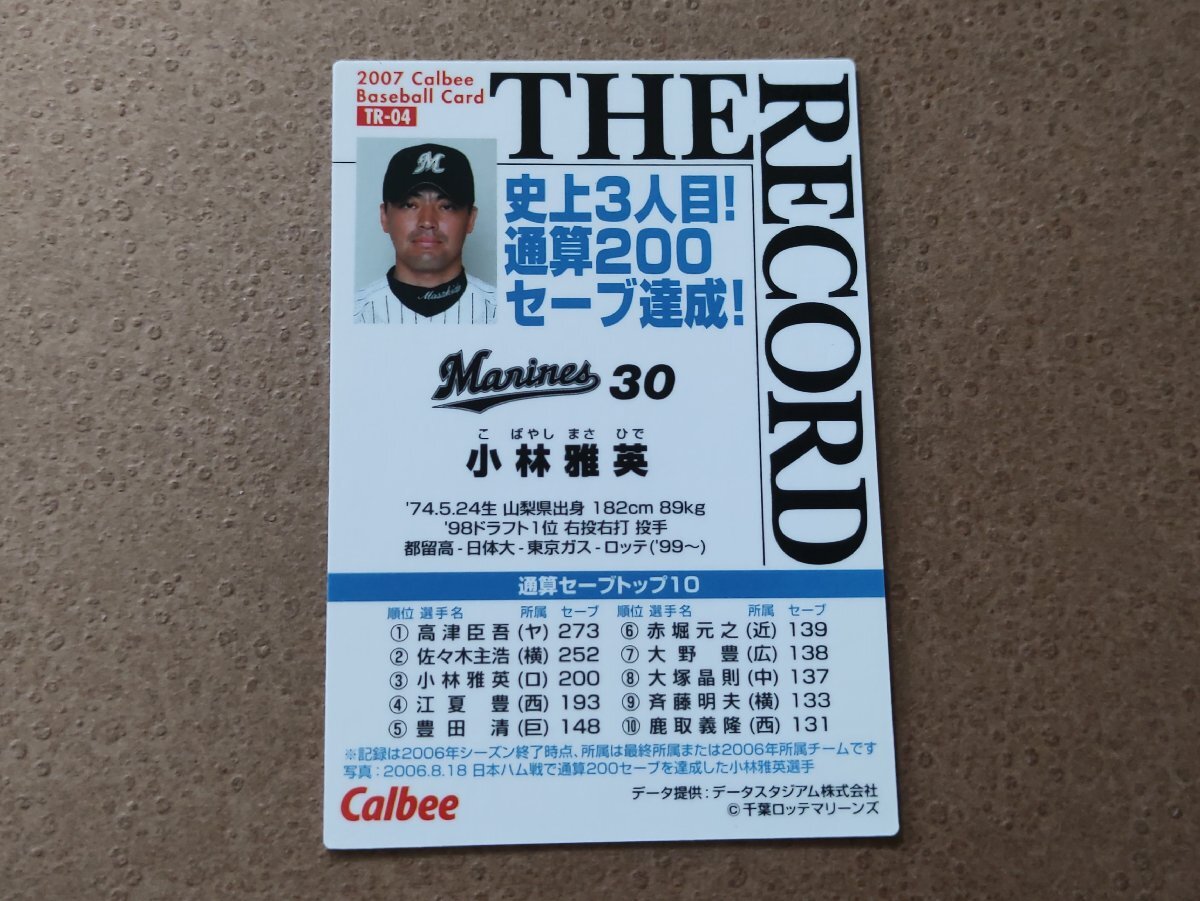 2007 Calbee
Baseball Card
TR-04
THE
RECORD
M
Masahide
史上3人目!
通算200
セーブ達成!
Marines 30
こ ばやし まさ ひで
小林雅英
'74.5.24生 山梨県出身 182cm 89kg
'98ドラフト1位 右投右打 投手
都留高-日体大-東京ガス-ロッテ('99〜)
通算セーブトップ10
順位 選手名 所属 セーブ 順位 選手名 所属 セーブ
① 高津臣吾 (ヤ) 273 ⑥ 赤堀元之 (近) 139
② 佐々木主浩 (横) 252 ⑦ 大野 豊 (広) 138
③ 小林雅英 (ロ) 200 ⑧ 大塚晶則 (中) 137
④ 江夏 豊 (西) 193 ⑨ 斉藤明夫 (横) 133
⑤ 豊田 清 (巨) 148 ⑩ 鹿取義隆 (西) 131
※記録は2006年シーズン終了時点、所属は最終所属または2006年所属チームです
写真:2006.8.18 日本ハム戦で通算200セーブを達成した小林雅英選手
Calbee
データ提供:データスタジアム株式会社
©千葉ロッテマリーンズ